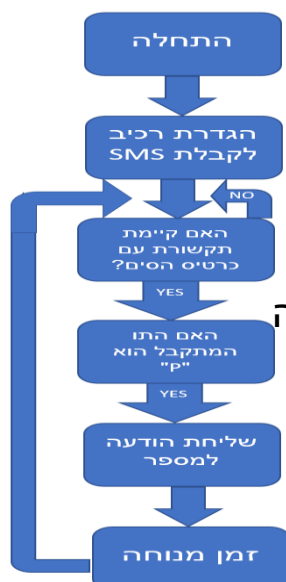 התחלה
הגדרת רכיב
לקבלת SMS
NO
האם קיימת
תקשורת עם
כרטיס הסים?
YES
האם התו
המתקבל הוא
"P"
ה
YES
שליחת הודעה
למספר
זמן מנוחה